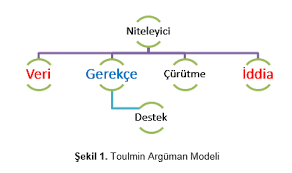 Niteleyici
Veri Gerekçe Çürütme İddia
Destek
Şekil 1. Toulmin Argüman Modeli